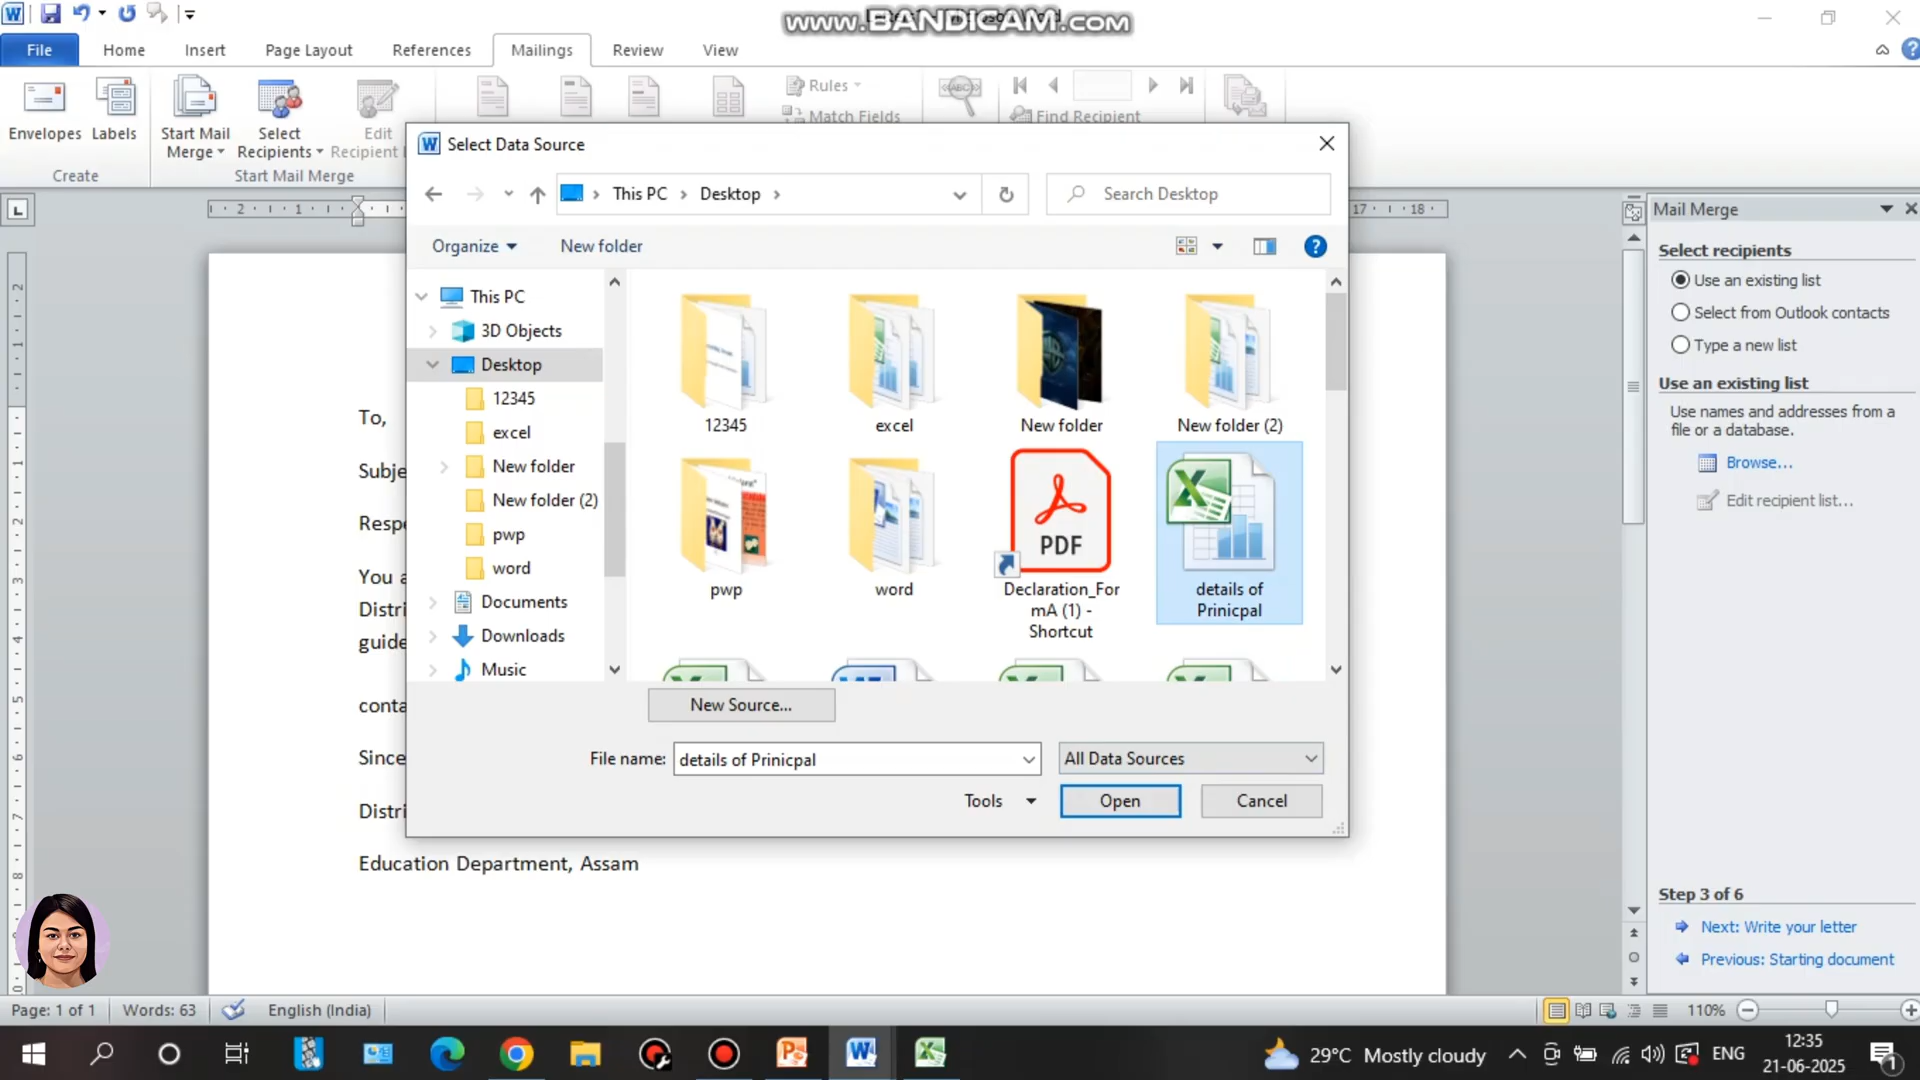 www.BANDICAM.com
File
Home
Insert
Page Layout
References
Mailings
Review
View
Envelopes
Labels
Start Mail
Merge
Select
Recipients
Edit
Recipient
Rules
Match Fields
Find Recipient
Create
Start Mail Merge
Select Data Source
This PC
Desktop
Search Desktop
Organize
New folder
This PC
3D Objects
Desktop
12345
excel
New folder
New folder (2)
pwp
word
Documents
Downloads
Music
12345
excel
New folder
New folder (2)
pwp
word
PDF
Declaration_For
mA (1) -
Shortcut
details of
Prinicpal
New Source...
File name:
details of Prinicpal
All Data Sources
Tools
Open
Cancel
To,
Subje
Respe
You a
Distri
guide
conta
Since
Distri
Education Department, Assam
Mail Merge
Select recipients
Use an existing list
Select from Outlook contacts
Type a new list
Use an existing list
Use names and addresses from a
file or a database.
Browse...
Edit recipient list...
Step 3 of 6
Next: Write your letter
Previous: Starting document
Page: 1 of 1
Words: 63
English (India)
110%
29°C Mostly cloudy
ENG
12:35
21-06-2025